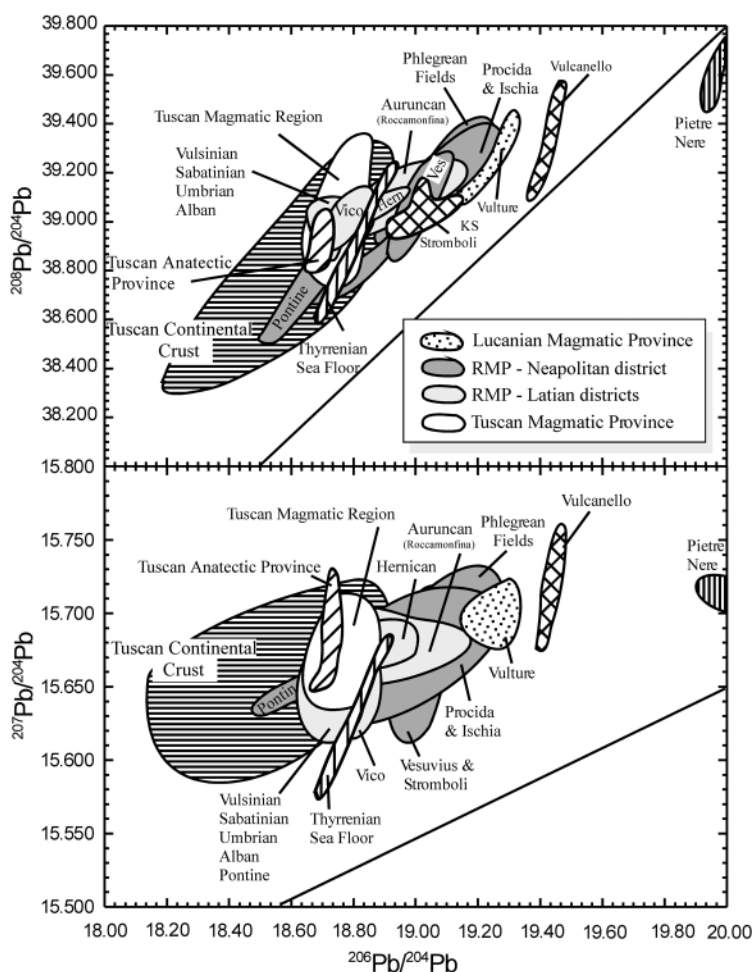 39.800
39.600
39.400
39.200
39.000
38.800
38.600
38.400
38.200
15.800
208Pb/204Pb
Tuscan Magmatic Region
Vulsinian
Sabatinian
Umbrian
Alban
Vico
Hern
Auruncan
(Roccamonfina)
Phlegrean
Fields
Procida
& Ischia
Ves
Vulcanello
Pietre
Nere
Vulture
KS
Stromboli
Tuscan Anatectic
Province
Pontine
Tuscan Continental
Crust
Thyrrenian
Sea Floor
Lucanian Magmatic Province
RMP - Neapolitan district
RMP - Latian districts
Tuscan Magmatic Province
15.750
15.700
15.650
15.600
15.550
15.500
207Pb/204Pb
Tuscan Magmatic Region
Tuscan Anatectic Province
Auruncan
(Roccamonfina)
Hernican
Phlegrean
Fields
Vulcanello
Pietre
Nere
Tuscan Continental
Crust
Pontin
Vulture
Procida
& Ischia
Vesuvius &
Stromboli
Vico
Thyrrenian
Sea Floor
Vulsinian
Sabatinian
Umbrian
Alban
Pontine
18.00 18.20 18.40 18.60 18.80 19.00 19.20 19.40 19.60 19.80 20.00
206Pb/204Pb